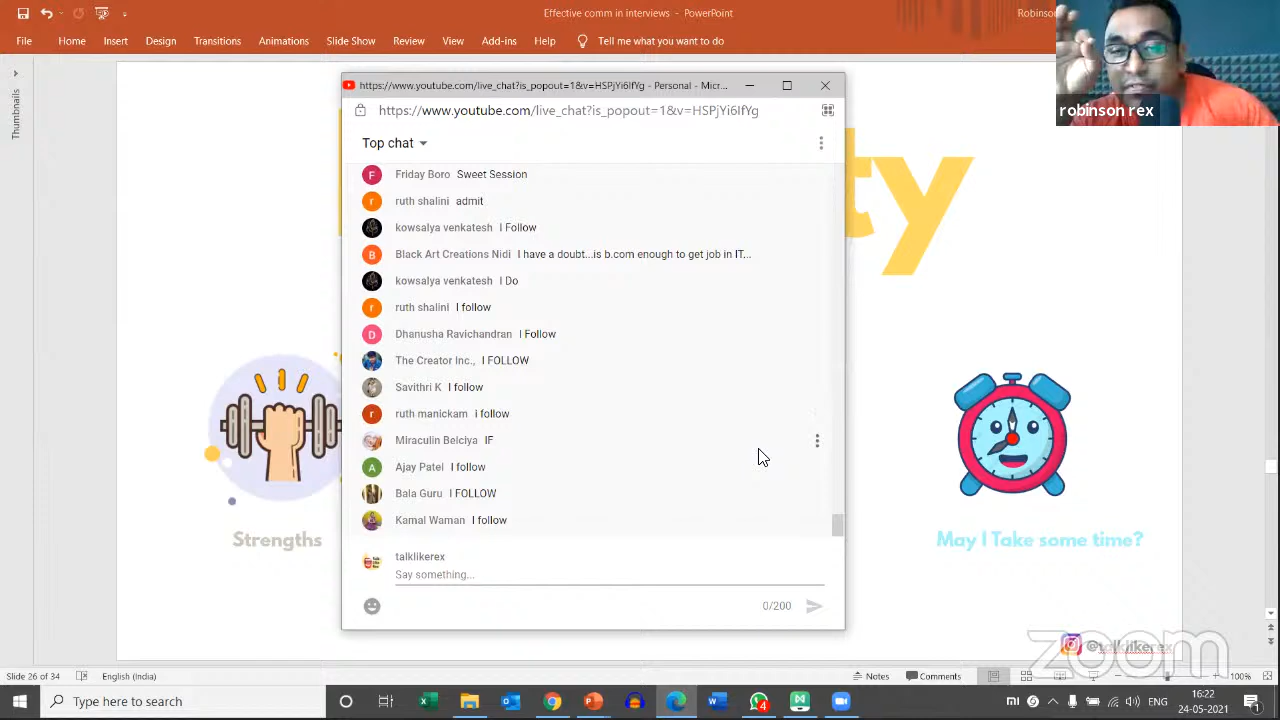 Effective comm in interviews - PowerPoint
Robinso
File Home Insert Design Transitions Animations Slide Show Review View Add-ins Help Tell me what you want to do
robinson rex
Thumbnails
https://www.youtube.com/live_chat?is_popout=1&v=HSPjYi6IfYg - Personal - Micr...
https://www.youtube.com/live_chat?is_popout=1&v=HSPjYi6IfYg
Top chat
ty
F Friday Boro Sweet Session
r ruth shalini admit
kowsalya venkatesh I Follow
B Black Art Creations Nidi I have a doubt...is b.com enough to get job in IT...
kowsalya venkatesh I Do
r ruth shalini I follow
D Dhanusha Ravichandran I Follow
The Creator Inc., I FOLLOW
Savithri K I follow
r ruth manickam i follow
Miraculin Belciya IF
A Ajay Patel I follow
Bala Guru I FOLLOW
Kamal Waman I follow
talklikerex
Say something...
0/200
Strengths
May I Take some time?
@talklikerex
zoom
Slide 26 of 34 English (India) Notes Comments 100%
Type here to search
4
ENG
16:22
24-05-2021